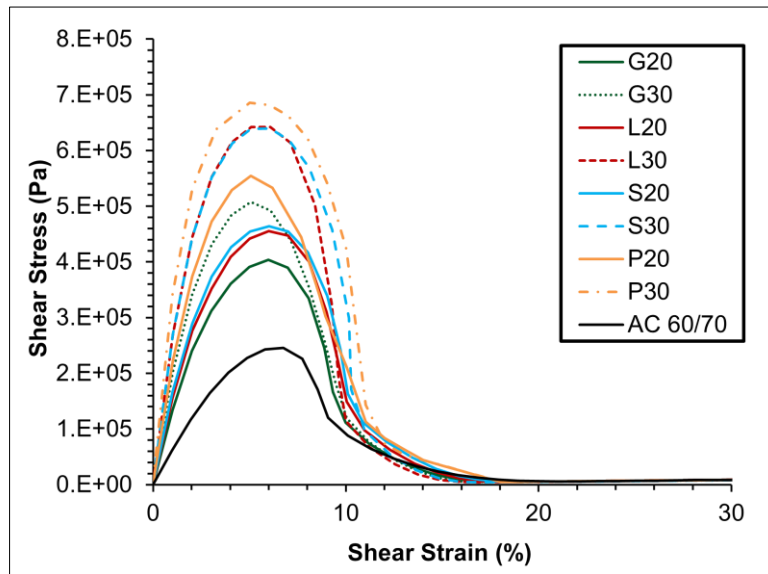 8.E+05
7.E+05
6.E+05
5.E+05
4.E+05
3.E+05
2.E+05
1.E+05
0.E+00
Shear Stress (Pa)
0
10
20
30
Shear Strain (%)
G20
G30
L20
L30
S20
S30
P20
P30
AC 60/70